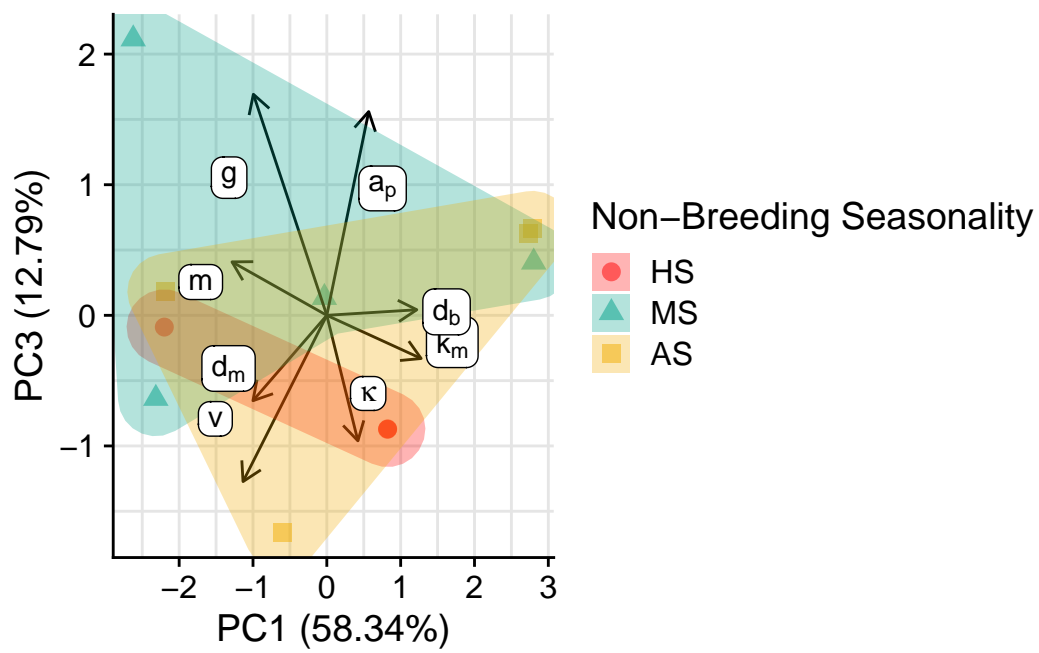 2
1
0
−1
PC3 (12.79%)
g
a_p
m
d_b
k_m
d_m
κ
v
−2 −1 0 1 2 3
PC1 (58.34%)
Non−Breeding Seasonality
HS
MS
AS